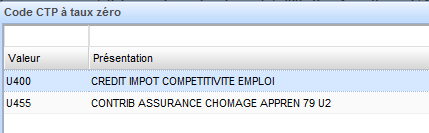 Code CTP à taux zéro
Valeur Présentation
U400 CREDIT IMPOT COMPETITIVITE EMPLOI
U455 CONTRIB ASSURANCE CHOMAGE APPREN 79 U2